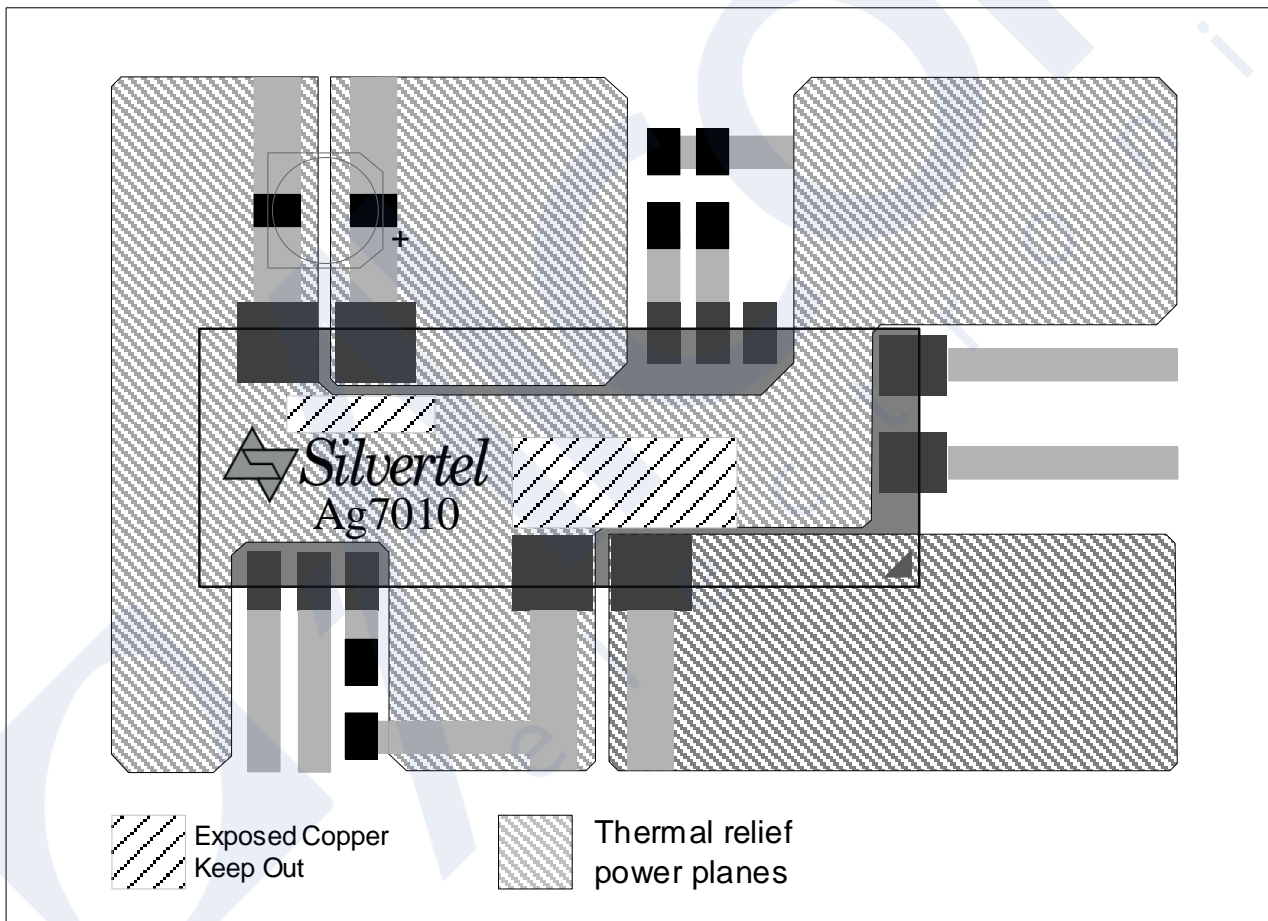 +
Silvertel
Ag7010
Exposed Copper
Keep Out
Thermal relief
power planes